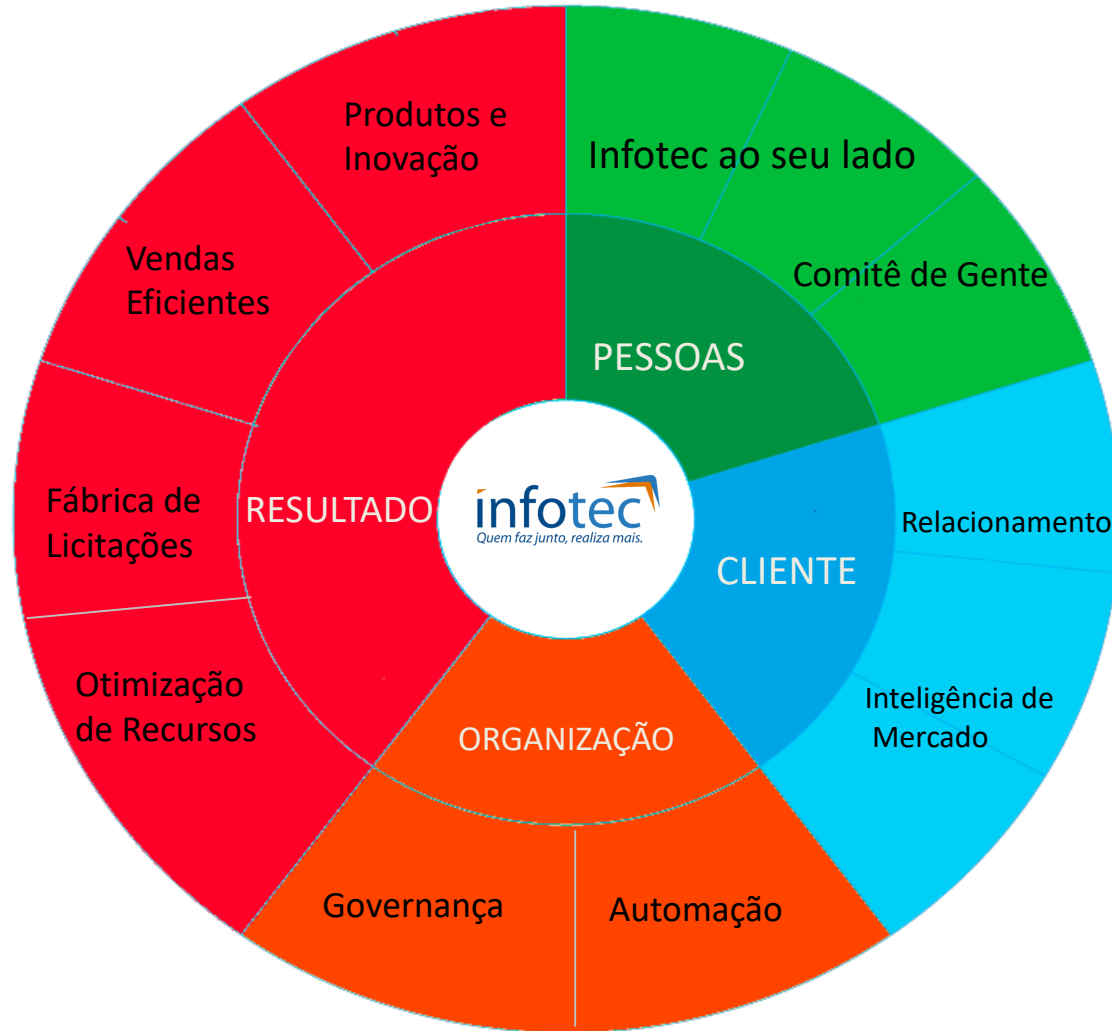 Produtos e
Inovação
Infotec ao seu lado
Vendas
Eficientes
Comitê de Gente
PESSOAS
Fábrica de
Licitações
RESULTADO
infotec
Quem faz junto, realiza mais.
Relacionamento
CLIENTE
Otimização
de Recursos
Inteligência de
Mercado
ORGANIZAÇÃO
Governança
Automação